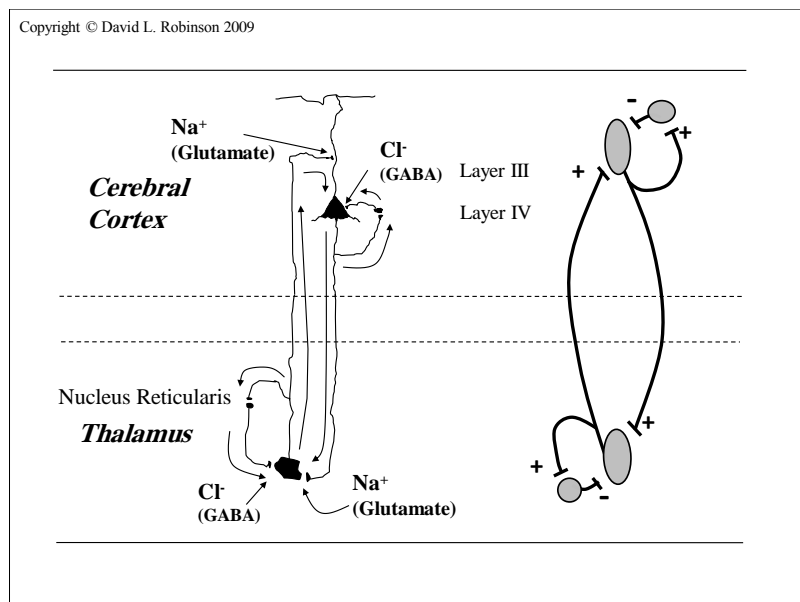 Copyright © David L. Robinson 2009
Na⁺
(Glutamate)
Cl⁻
(GABA)
Layer III
Layer IV
Cerebral
Cortex
-
+
+
Nucleus Reticularis
Thalamus
Cl⁻
(GABA)
Na⁺
(Glutamate)
+
+
-